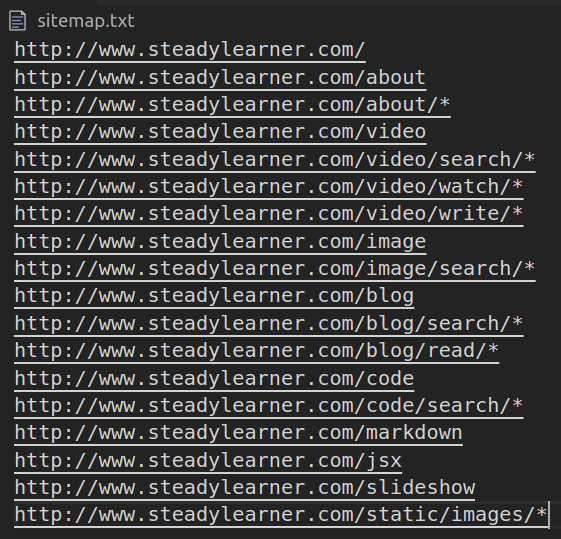 sitemap.txt
http://www.steadylearner.com/
http://www.steadylearner.com/about
http://www.steadylearner.com/about/*
http://www.steadylearner.com/video
http://www.steadylearner.com/video/search/*
http://www.steadylearner.com/video/watch/*
http://www.steadylearner.com/video/write/*
http://www.steadylearner.com/image
http://www.steadylearner.com/image/search/*
http://www.steadylearner.com/blog
http://www.steadylearner.com/blog/search/*
http://www.steadylearner.com/blog/read/*
http://www.steadylearner.com/code
http://www.steadylearner.com/code/search/*
http://www.steadylearner.com/markdown
http://www.steadylearner.com/jsx
http://www.steadylearner.com/slideshow
http://www.steadylearner.com/static/images/*